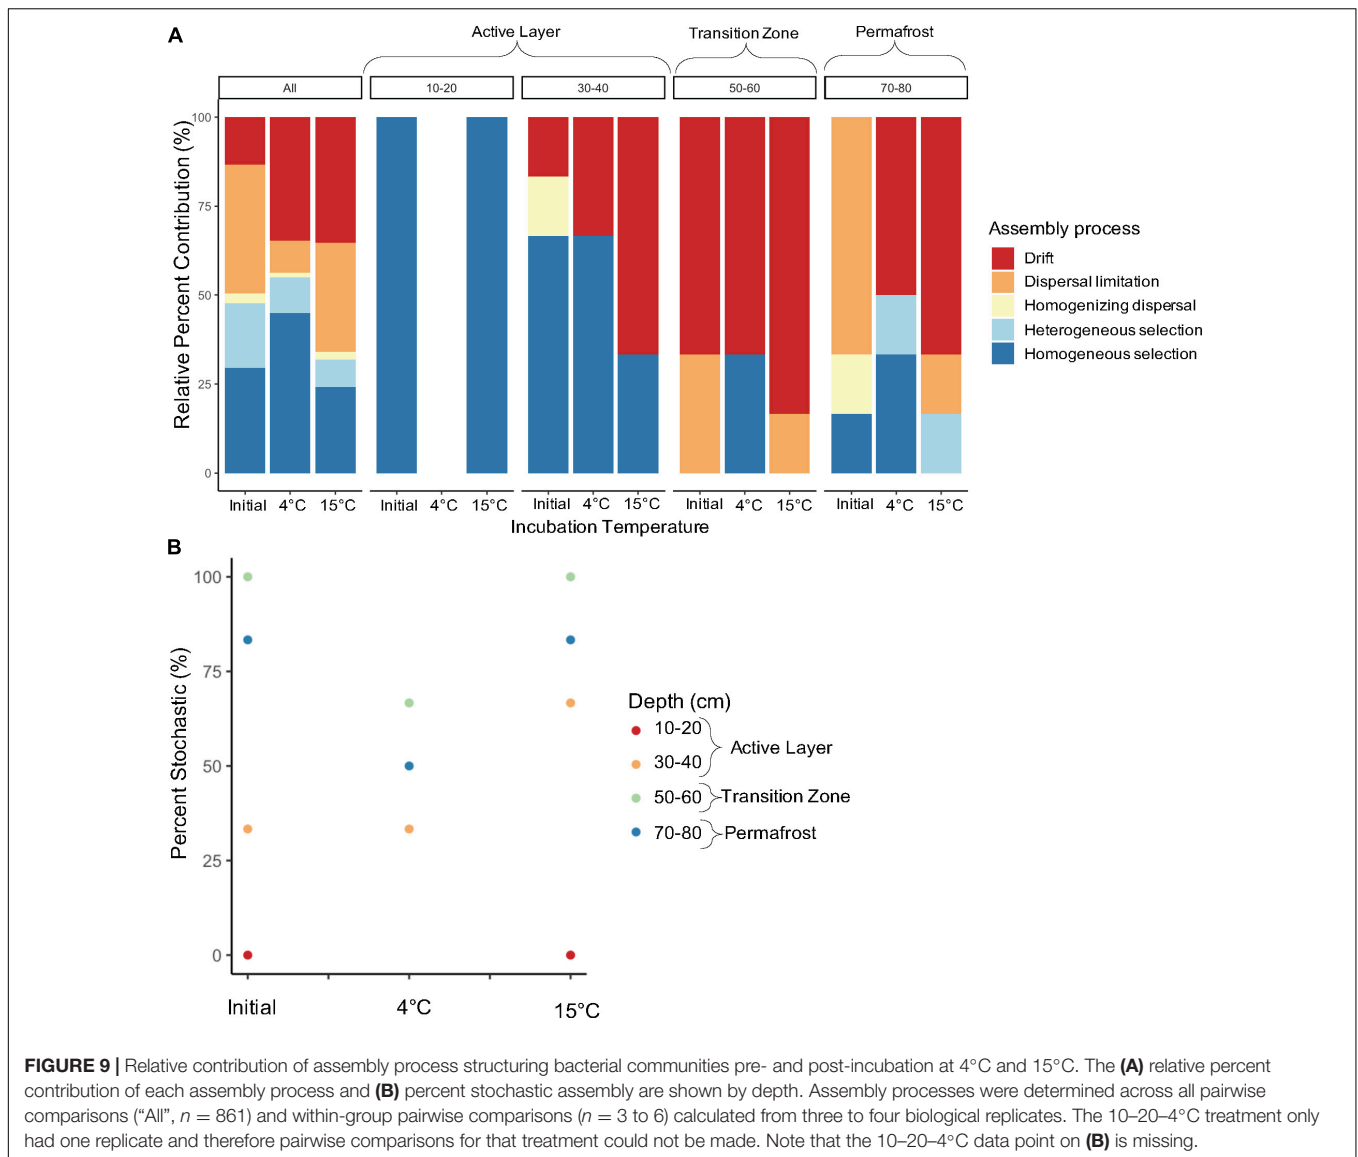 A
Active Layer
Transition Zone
Permafrost
All
10-20
30-40
50-60
70-80
Relative Percent Contribution (%)
100
75
50
25
0
Initial 4°C 15°C
Initial 4°C 15°C
Initial 4°C 15°C
Initial 4°C 15°C
Initial 4°C 15°C
Incubation Temperature
Assembly process
Drift
Dispersal limitation
Homogenizing dispersal
Heterogeneous selection
Homogeneous selection
B
Percent Stochastic (%)
100
75
50
25
0
Initial
4°C
15°C
Depth (cm)
10-20
30-40
Active Layer
50-60
Transition Zone
70-80
Permafrost
FIGURE 9 | Relative contribution of assembly process structuring bacterial communities pre- and post-incubation at 4°C and 15°C. The (A) relative percent
contribution of each assembly process and (B) percent stochastic assembly are shown by depth. Assembly processes were determined across all pairwise
comparisons (“All”, n = 861) and within-group pairwise comparisons (n = 3 to 6) calculated from three to four biological replicates. The 10–20–4°C treatment only
had one replicate and therefore pairwise comparisons for that treatment could not be made. Note that the 10–20–4°C data point on (B) is missing.